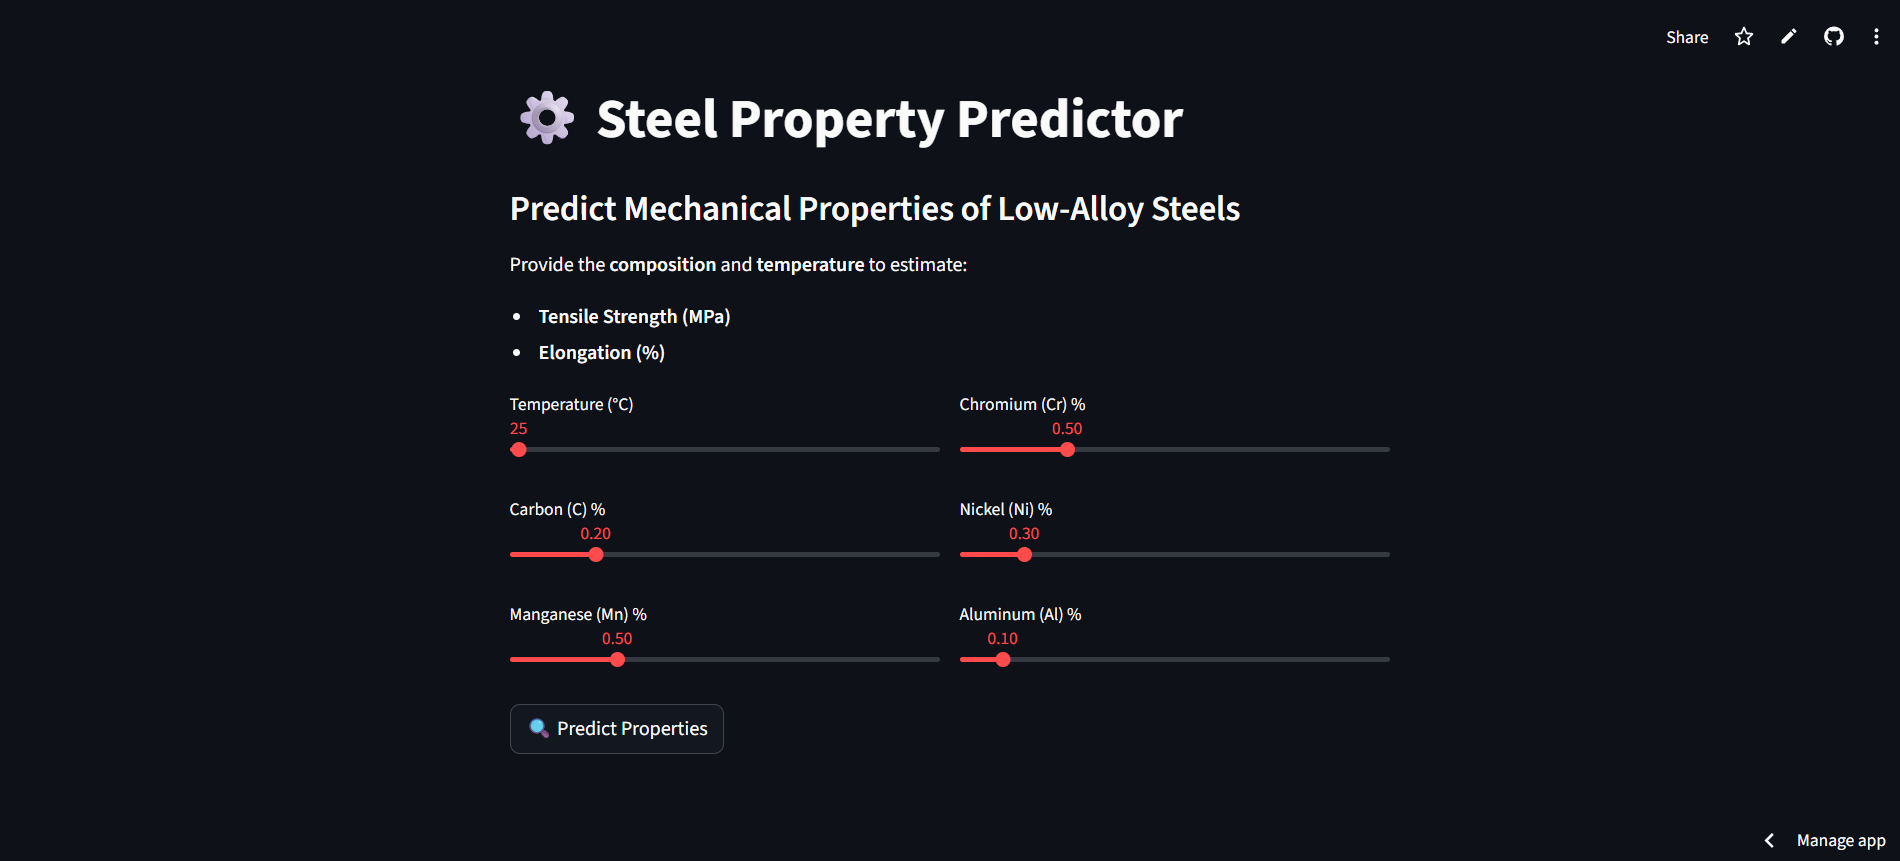 Share
Steel Property Predictor
Predict Mechanical Properties of Low-Alloy Steels
Provide the composition and temperature to estimate:
• Tensile Strength (MPa)
• Elongation (%)
Temperature (°C)
25
Chromium (Cr) %
0.50
Carbon (C) %
0.20
Nickel (Ni) %
0.30
Manganese (Mn) %
0.50
Aluminum (Al) %
0.10
Predict Properties
Manage app